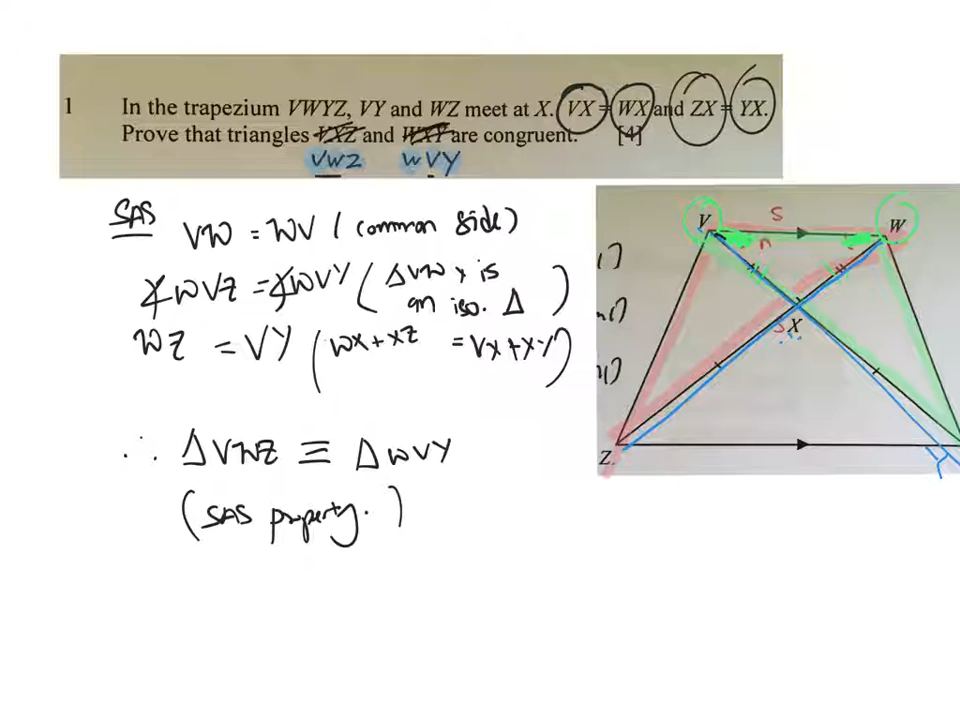 1 In the trapezium VWYZ, VY and WZ meet at X. VX = WX and ZX = YX.
Prove that triangles VXZ and WXY are congruent. [4]
VWZ WVY
SAS VW = WV (common side)
∡WVZ = ∡WVY (ΔVWX is an iso. Δ)
WZ = VY (WX + XZ = VX + XY)
∴ ΔVWZ ≡ ΔWVY
(SAS property.)
V S W
X
Z